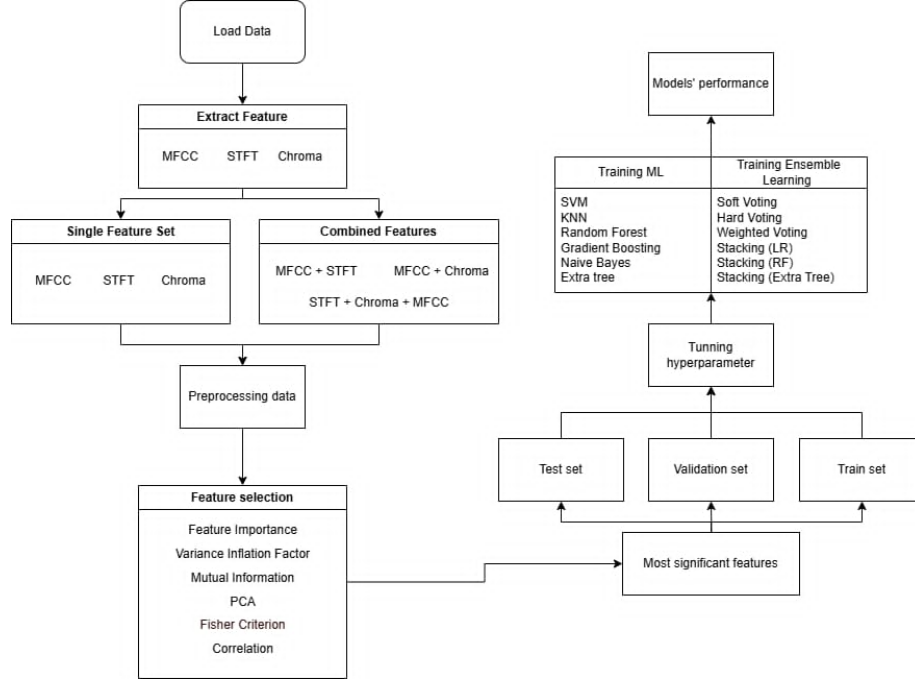 Load Data
Extract Feature
MFCC STFT Chroma
Single Feature Set
MFCC STFT Chroma
Combined Features
MFCC + STFT MFCC + Chroma
STFT + Chroma + MFCC
Preprocessing data
Feature selection
Feature Importance
Variance Inflation Factor
Mutual Information
PCA
Fisher Criterion
Correlation
Most significant features
Test set
Validation set
Train set
Tunning
hyperparameter
Training ML
SVM
KNN
Random Forest
Gradient Boosting
Naive Bayes
Extra tree
Training Ensemble
Learning
Soft Voting
Hard Voting
Weighted Voting
Stacking (LR)
Stacking (RF)
Stacking (Extra Tree)
Models' performance